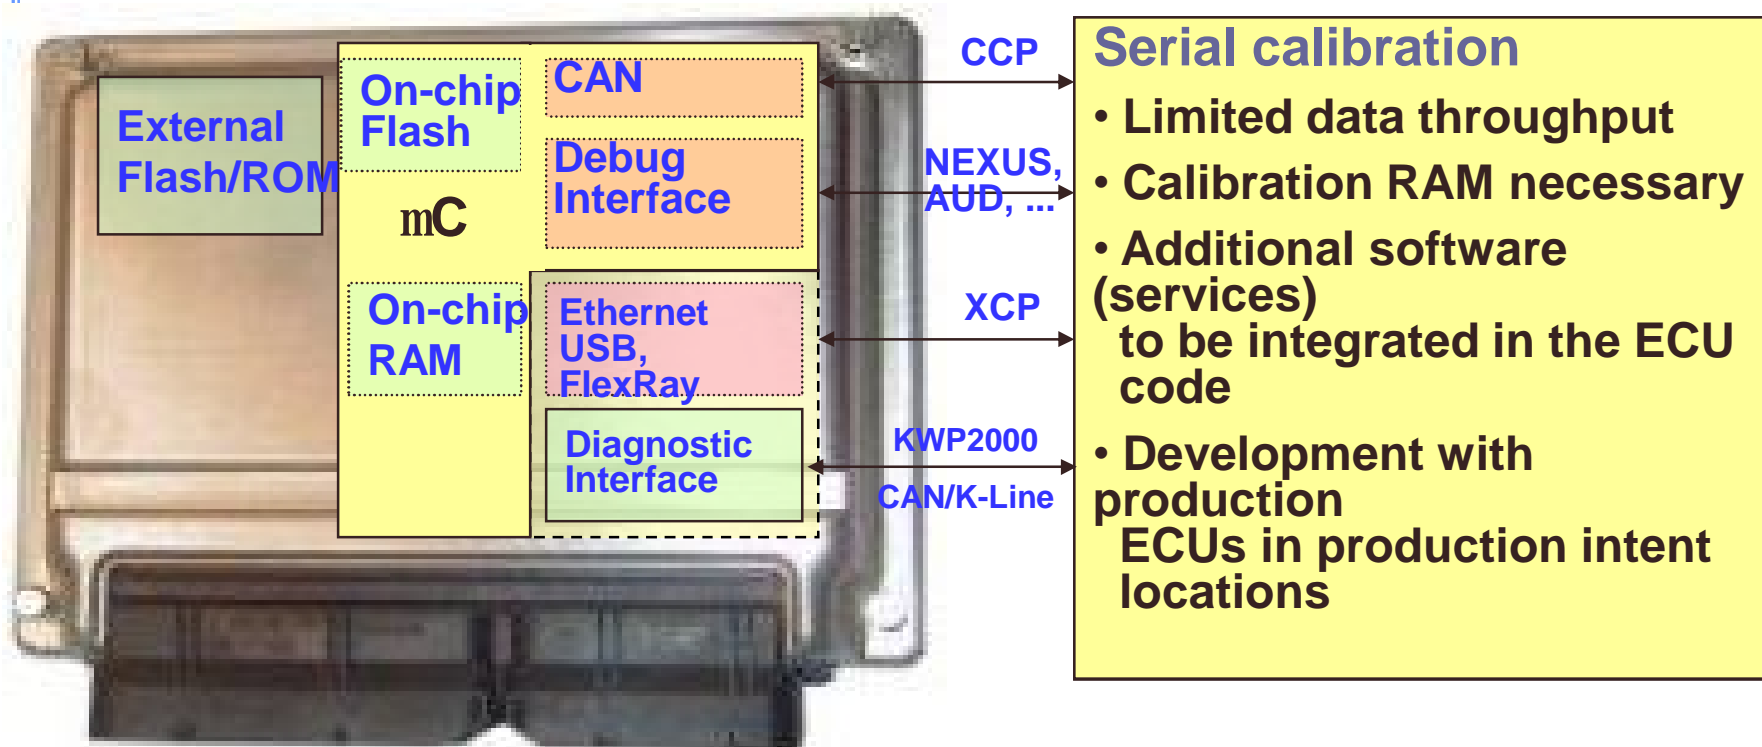 External
Flash/ROM
On-chip
Flash
mC
On-chip
RAM
CAN
Debug
Interface
Ethernet
USB,
FlexRay
Diagnostic
Interface
CCP
NEXUS,
AUD, ...
XCP
KWP2000
CAN/K-Line
Serial calibration
• Limited data throughput
• Calibration RAM necessary
• Additional software
(services)
to be integrated in the ECU
code
• Development with
production
ECUs in production intent
locations